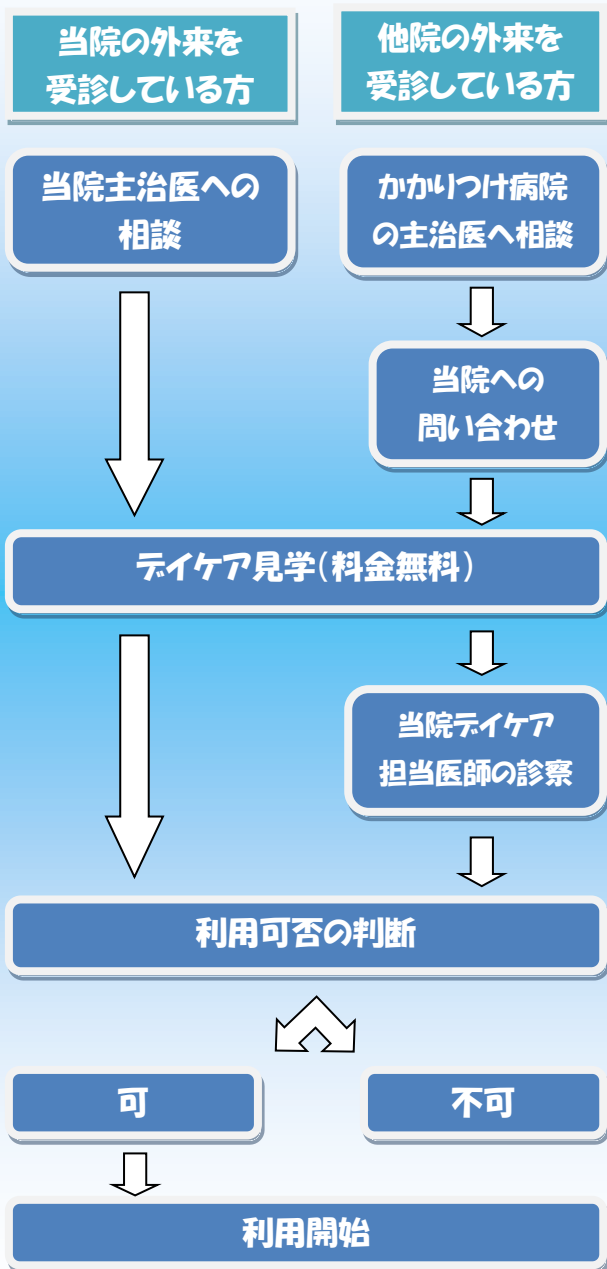 当院の外来を
受診している方
他院の外来を
受診している方
当院主治医への
相談
かかりつけ病院
の主治医へ相談
当院への
問い合わせ
デイケア見学(料金無料)
当院デイケア
担当医師の診察
利用可否の判断
可
不可
利用開始